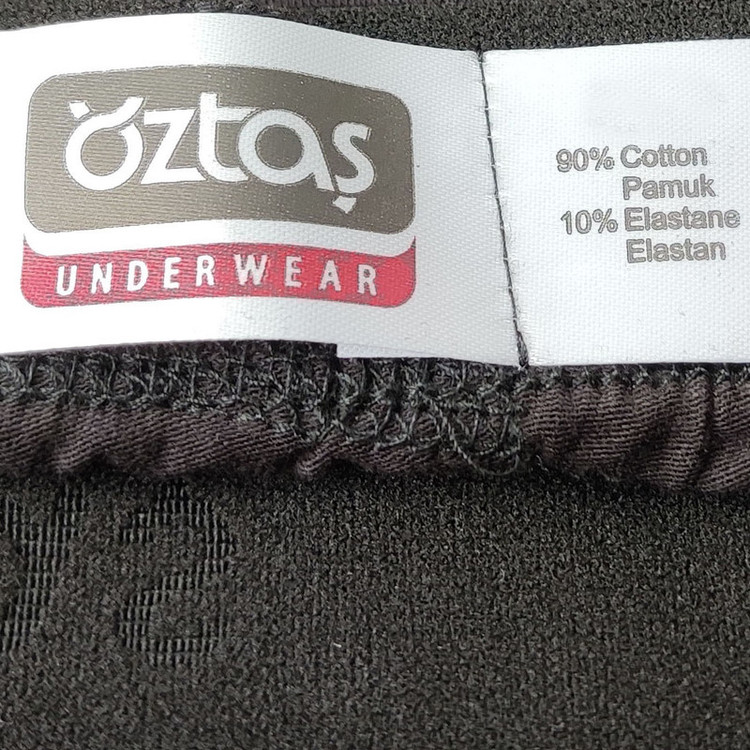 öztaş
UNDERWEAR
90% Cotton
Pamuk
10% Elastane
Elastan